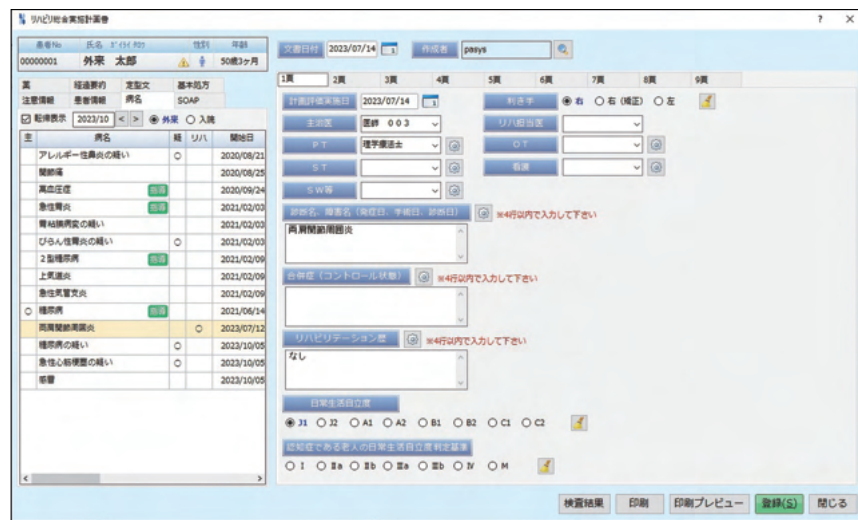 リハビリ総合実施計画書 ? ×
患者No 氏名 性別 年齢
00000001 外来 太郎 50歳3ヶ月
文書日付 2023/07/14 作成者 pasys
薬 経過要約 定型文 基本処方
注意情報 患者情報 病名 SOAP
転帰表示 2023/10 < > 外来 入院
主 病名 疑 リハ 開始日
アレルギー性鼻炎の疑い ○ 2020/08/21
関節痛 2020/08/25
高血圧症 指導 2020/09/24
急性胃炎 指導 2021/02/03
胃粘膜病変の疑い 2021/02/03
びらん性胃炎の疑い ○ 2021/02/03
2型糖尿病 指導 2021/02/09
上気道炎 2021/02/09
急性気管支炎 2021/02/09
○ 糖尿病 指導 2021/06/14
両肩関節周囲炎 ○ 2023/07/12
糖尿病の疑い ○ 2023/10/05
急性心筋梗塞の疑い ○ 2023/10/05
感冒 2023/10/05
< >
1頁 2頁 3頁 4頁 5頁 6頁 7頁 8頁 9頁
計画評価実施日 2023/07/14 利き手 右 右(矯正) 左
主治医 医師 003 リハ担当医
PT 理学療法士 OT
ST 看護
SW等
診断名、障害名(発症日、手術日、診断日) ※4行以内で入力して下さい
両肩関節周囲炎
合併症(コントロール状態) ※4行以内で入力して下さい
リハビリテーション歴 ※4行以内で入力して下さい
なし
日常生活自立度
J1 J2 A1 A2 B1 B2 C1 C2
認知症である老人の日常生活自立度判定基準
Ⅰ Ⅱa Ⅱb Ⅲa Ⅲb Ⅳ M
検査結果 印刷 印刷プレビュー 登録(S) 閉じる